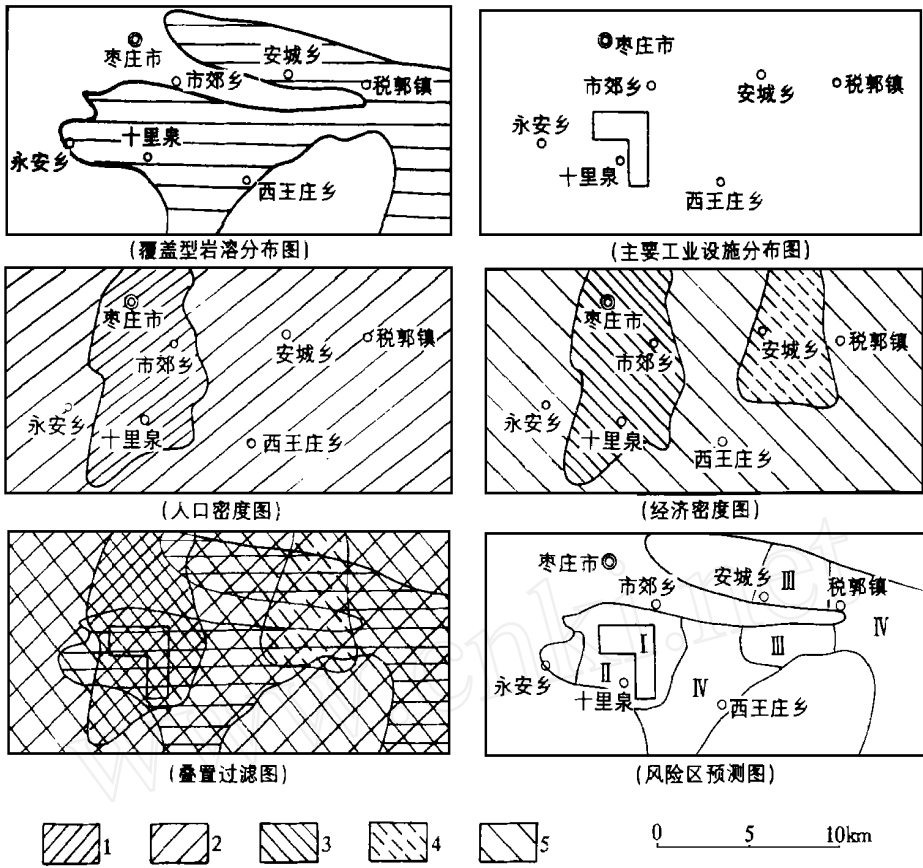 枣庄市
安城乡
市郊乡
税郭镇
十里泉
永安乡
西王庄乡
(覆盖型岩溶分布图)
枣庄市
市郊乡
安城乡
税郭镇
永安乡
十里泉
西王庄乡
(主要工业设施分布图)
枣庄市
市郊乡
安城乡
税郭镇
永安乡
十里泉
西王庄乡
(人口密度图)
枣庄市
市郊乡
安城乡
税郭镇
永安乡
十里泉
西王庄乡
(经济密度图)
(叠置过滤图)
枣庄市
市郊乡
安城乡
Ⅲ
税郭镇
Ⅳ
Ⅰ
Ⅱ
Ⅲ
永安乡
十里泉
Ⅳ
西王庄乡
(风险区预测图)
1 2 3 4 5
0 5 10km
www.cnki.net